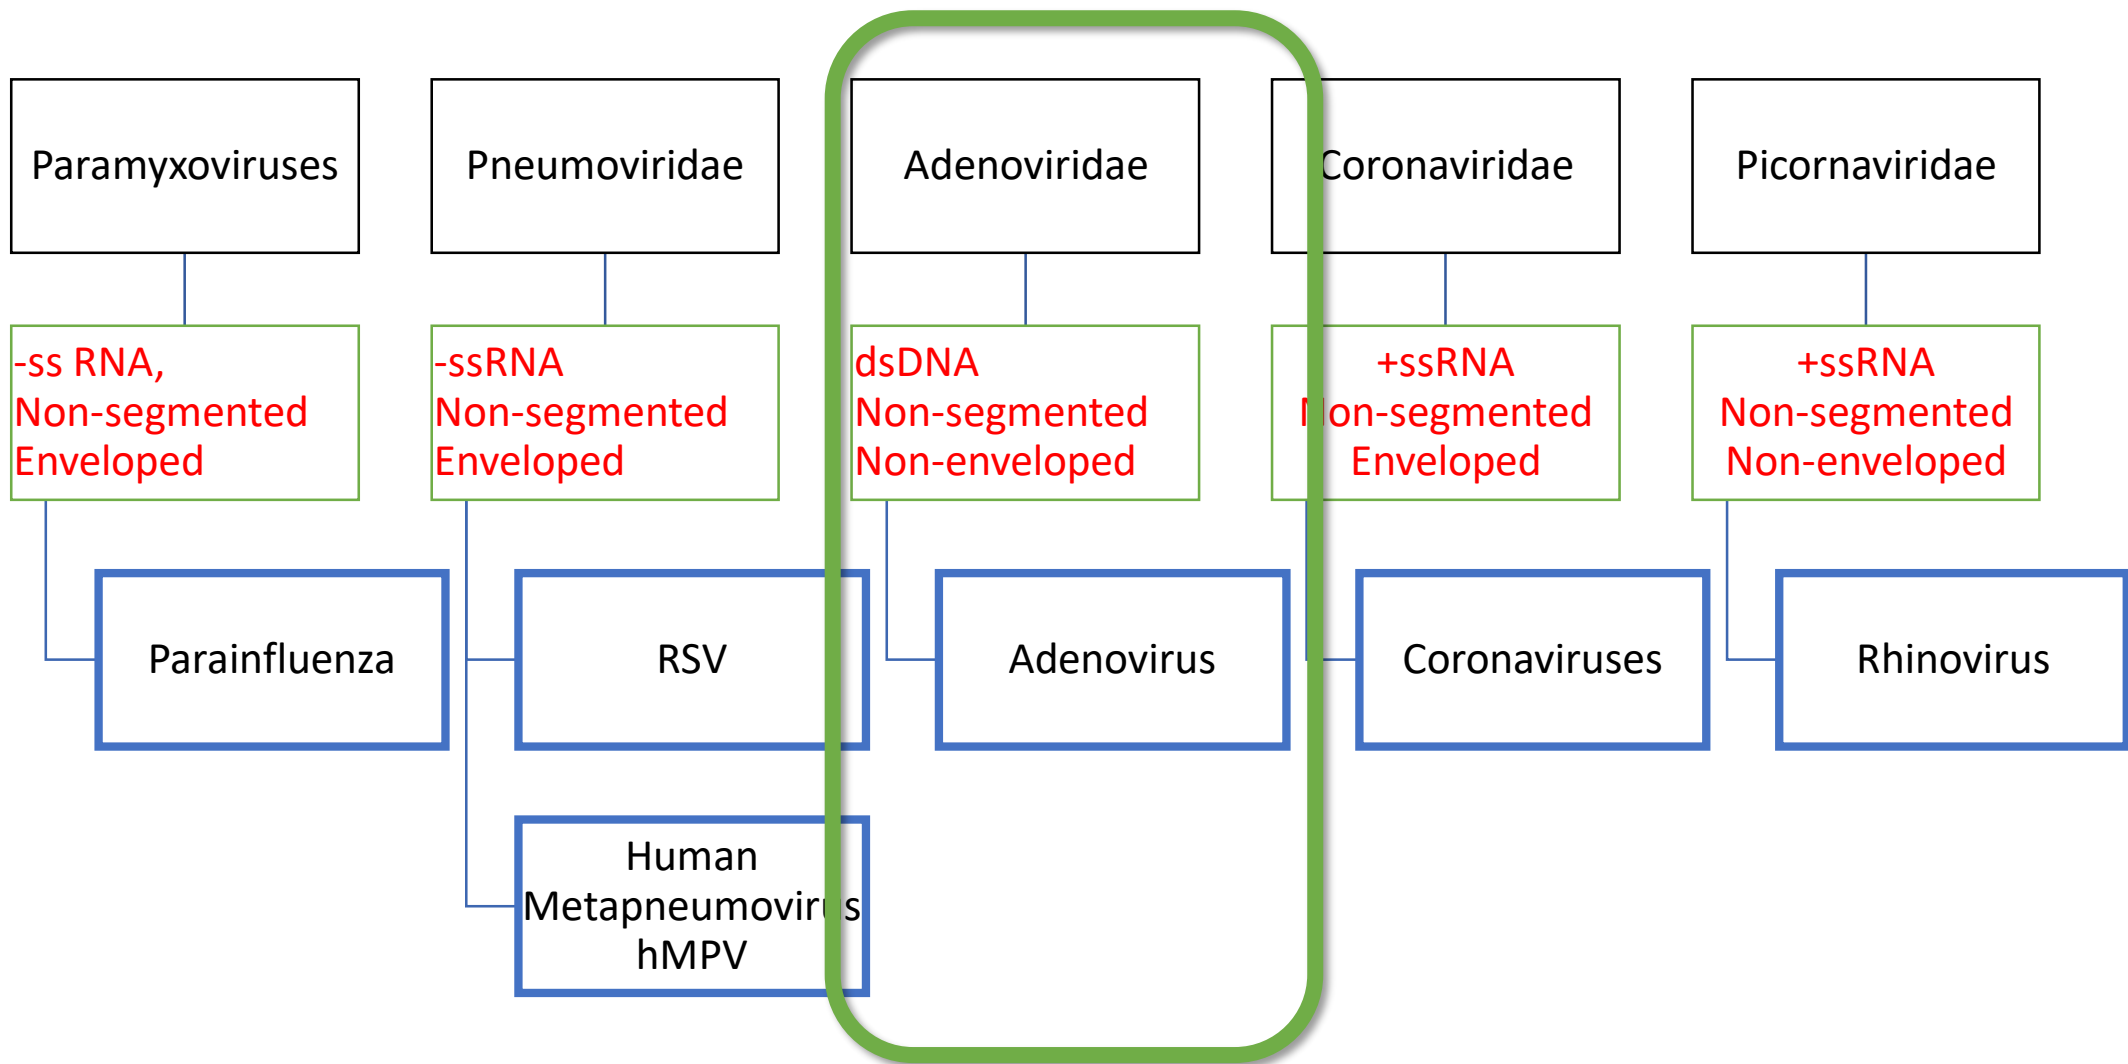 Paramyxoviruses
Pneumoviridae
Adenoviridae
Coronaviridae
Picornaviridae
-ss RNA,
Non-segmented
Enveloped
-ssRNA
Non-segmented
Enveloped
dsDNA
Non-segmented
Non-enveloped
+ssRNA
Non-segmented
Enveloped
+ssRNA
Non-segmented
Non-enveloped
Parainfluenza
RSV
Adenovirus
Coronaviruses
Rhinovirus
Human
Metapneumovirus
hMPV